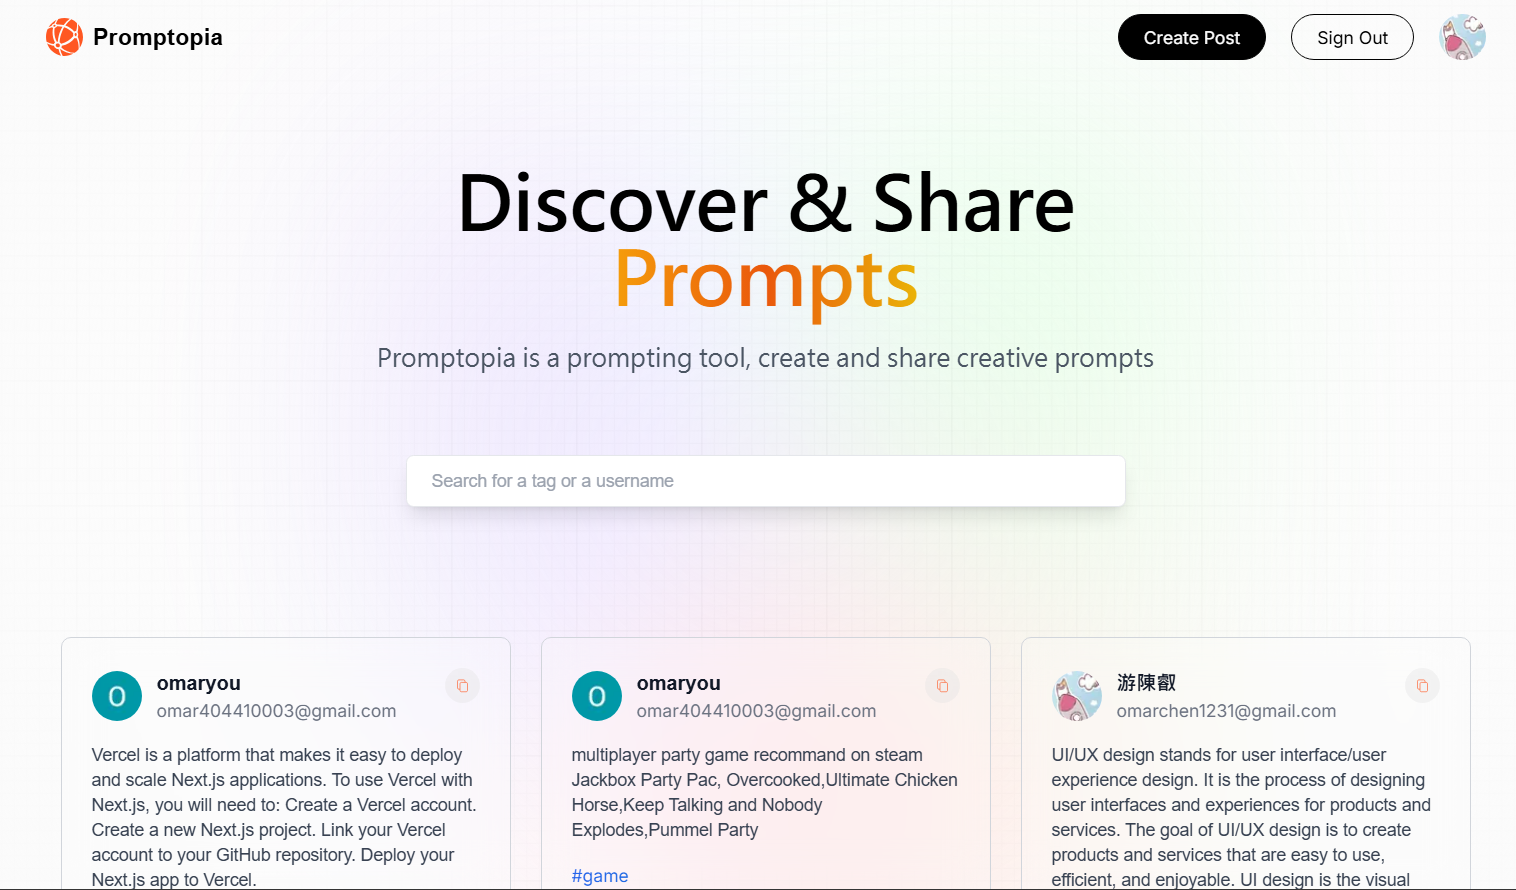 Promptopia
Create Post
Sign Out
Discover & Share
Prompts
Promptopia is a prompting tool, create and share creative prompts
Search for a tag or a username
O
omaryou
omar404410003@gmail.com
Vercel is a platform that makes it easy to deploy
and scale Next.js applications. To use Vercel with
Next.js, you will need to: Create a Vercel account.
Create a new Next.js project. Link your Vercel
account to your GitHub repository. Deploy your
Next.js app to Vercel.
O
omaryou
omar404410003@gmail.com
multiplayer party game recommand on steam
Jackbox Party Pac, Overcooked,Ultimate Chicken
Horse,Keep Talking and Nobody
Explodes,Pummel Party
#game
游陳叡
omarchen1231@gmail.com
UI/UX design stands for user interface/user
experience design. It is the process of designing
user interfaces and experiences for products and
services. The goal of UI/UX design is to create
products and services that are easy to use,
efficient, and enjoyable. UI design is the visual